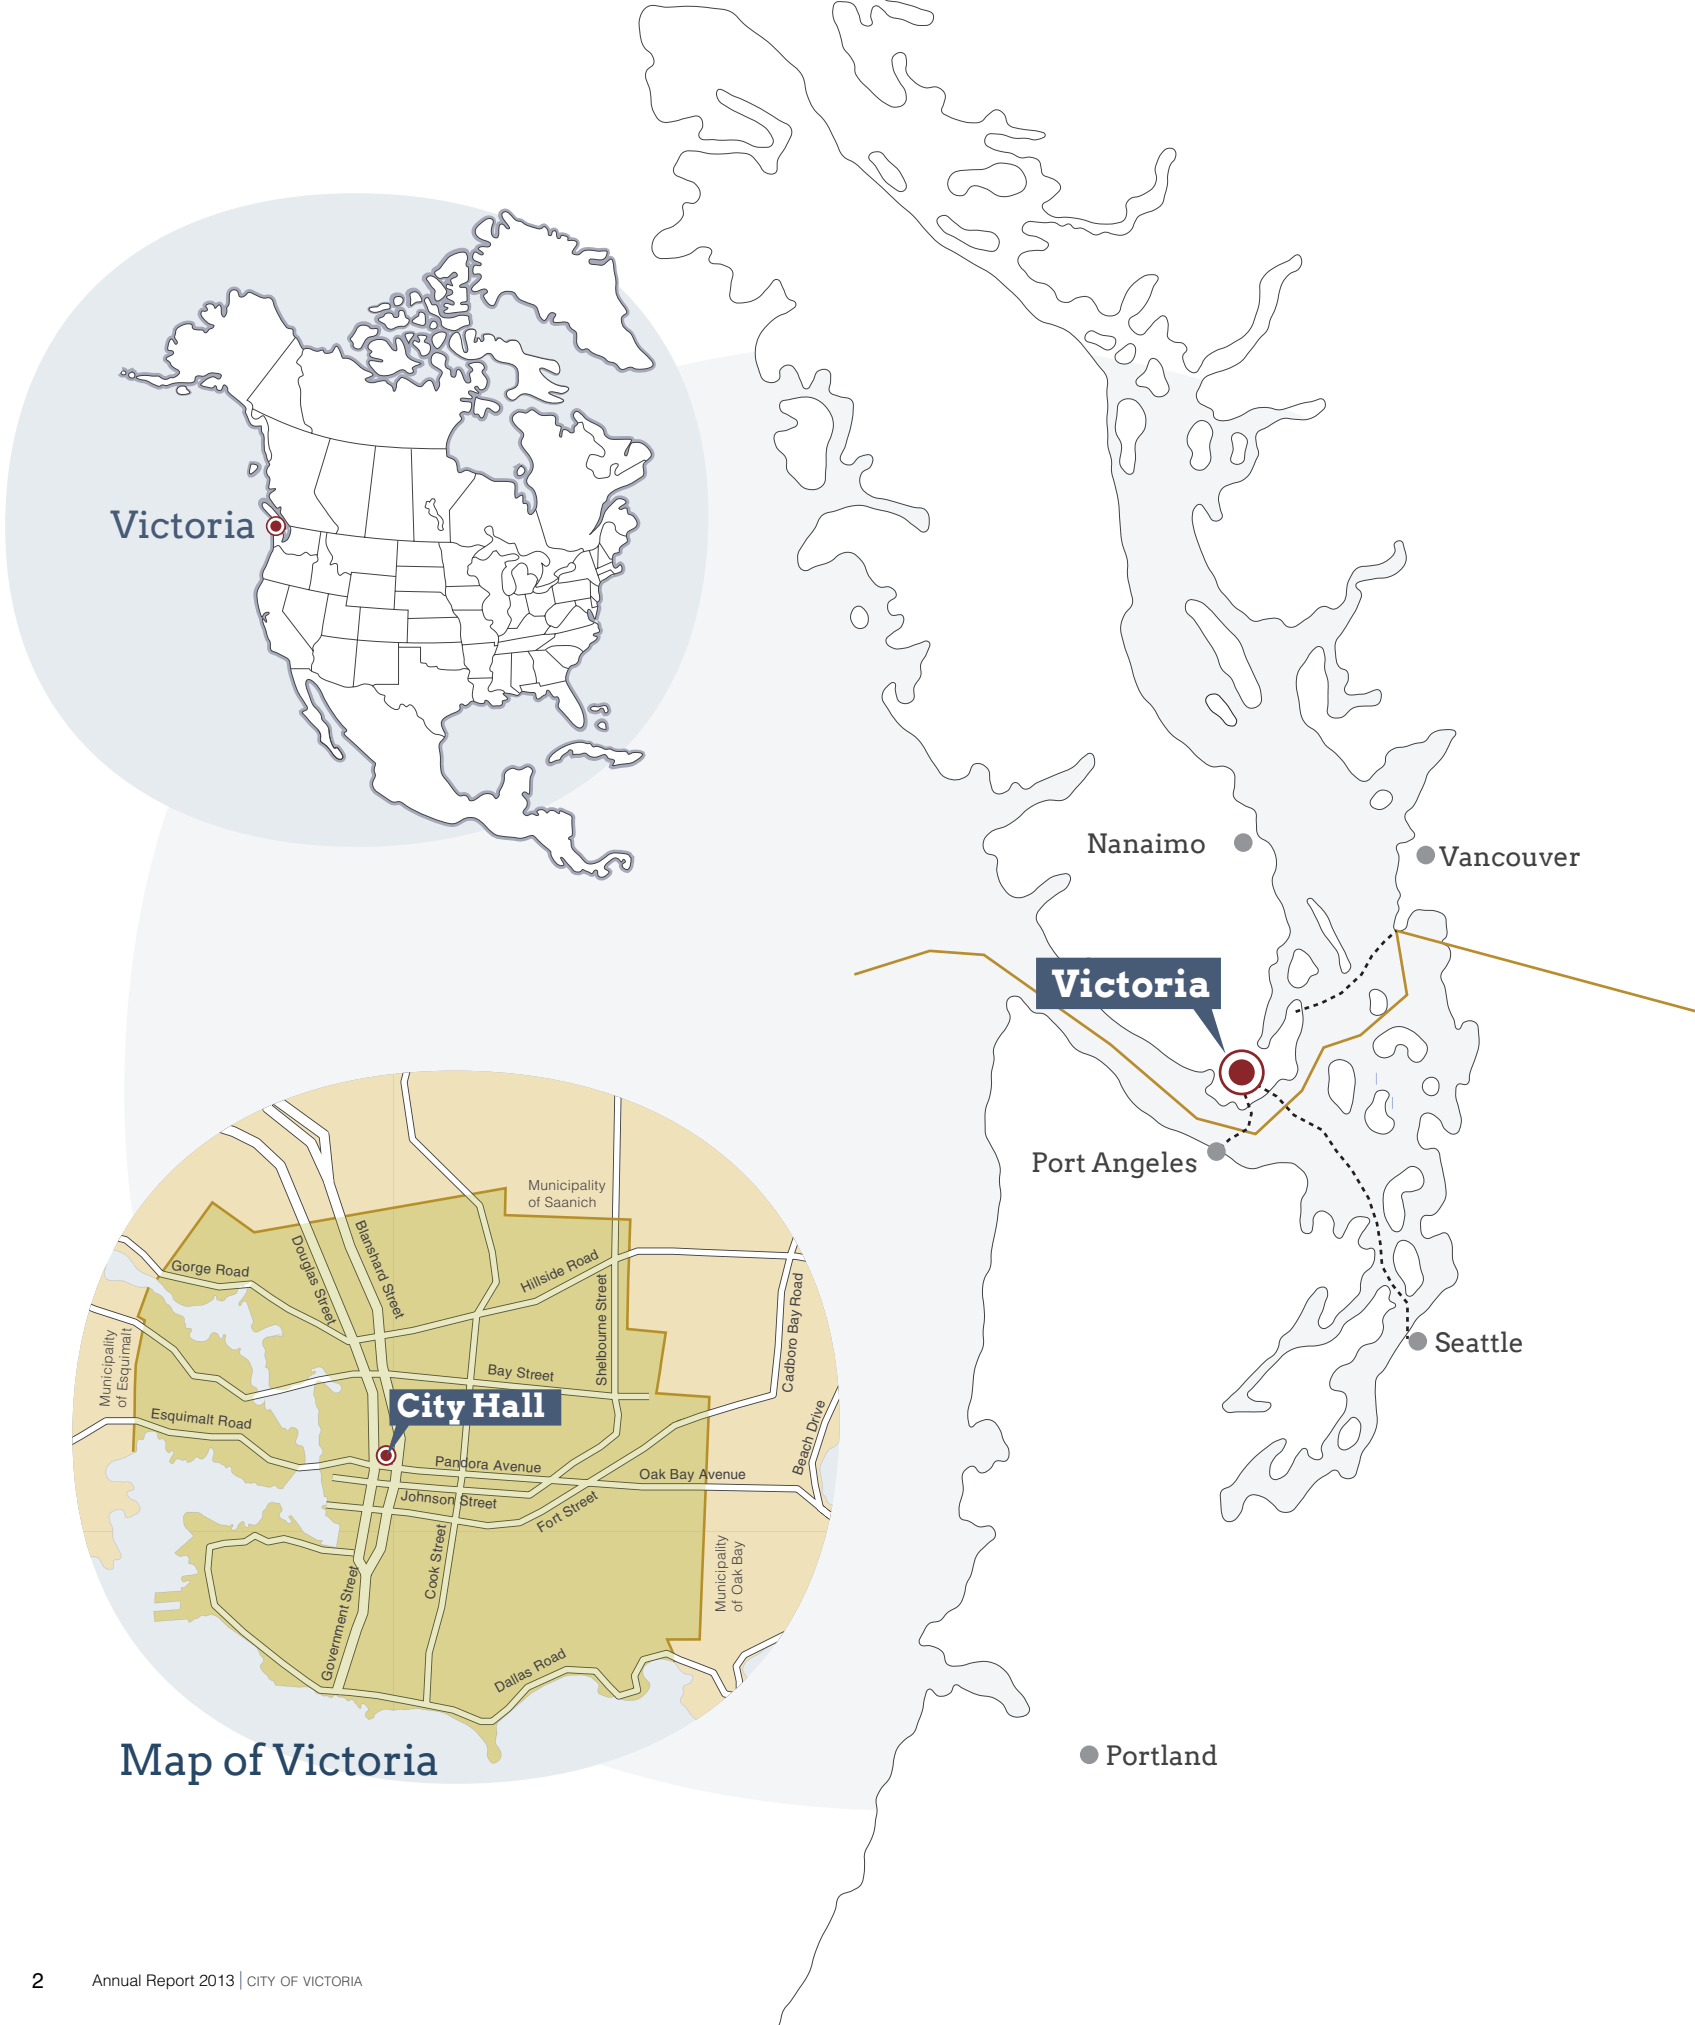 Victoria
Nanaimo
Vancouver
Victoria
Port Angeles
Seattle
Portland
Municipality
of Saanich
Blanshard Street
Douglas Street
Gorge Road
Hillside Road
Shelbourne Street
Cadboro Bay Road
Municipality
of Esquimalt
Bay Street
City Hall
Esquimalt Road
Beach Drive
Pandora Avenue
Oak Bay Avenue
Johnson Street
Fort Street
Cook Street
Municipality
of Oak Bay
Government Street
Dallas Road
Map of Victoria
2 Annual Report 2013 | CITY OF VICTORIA